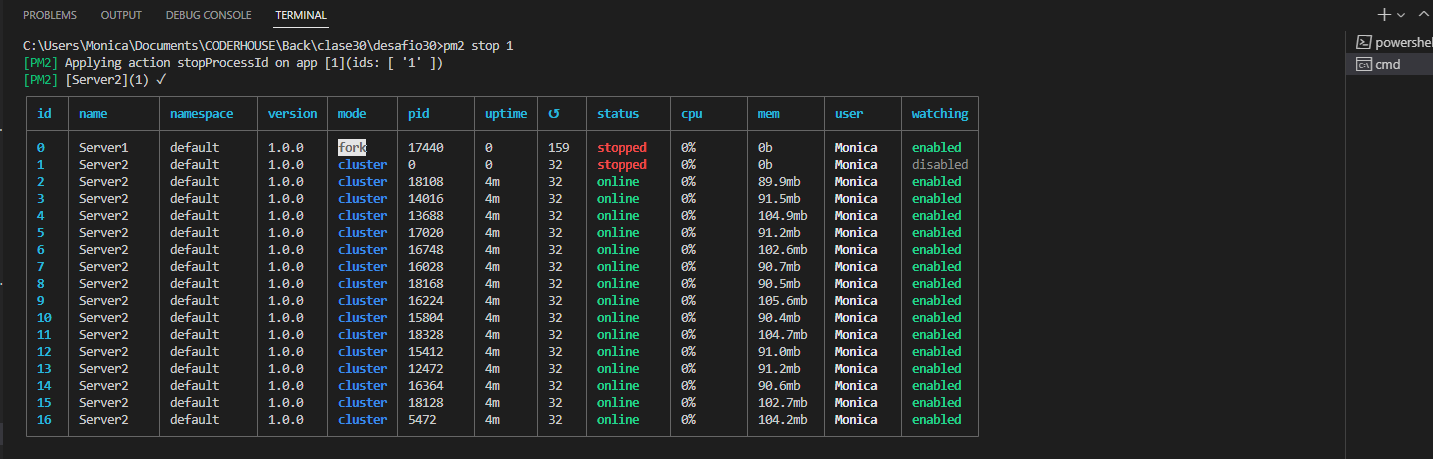 PROBLEMS OUTPUT DEBUG CONSOLE TERMINAL
C:\Users\Monica\Documents\CODERHOUSE\Back\clase30\desafio30>pm2 stop 1
[PM2] Applying action stopProcessId on app [1](ids: [ '1' ])
[PM2] [Server2](1) ✓
id name namespace version mode pid uptime ↺ status cpu mem user watching
0 Server1 default 1.0.0 fork 17440 0 159 stopped 0% 0b Monica enabled
1 Server2 default 1.0.0 cluster 0 0 32 stopped 0% 0b Monica disabled
2 Server2 default 1.0.0 cluster 18108 4m 32 online 0% 89.9mb Monica enabled
3 Server2 default 1.0.0 cluster 14016 4m 32 online 0% 91.5mb Monica enabled
4 Server2 default 1.0.0 cluster 13688 4m 32 online 0% 104.9mb Monica enabled
5 Server2 default 1.0.0 cluster 17020 4m 32 online 0% 91.2mb Monica enabled
6 Server2 default 1.0.0 cluster 16748 4m 32 online 0% 102.6mb Monica enabled
7 Server2 default 1.0.0 cluster 16028 4m 32 online 0% 90.7mb Monica enabled
8 Server2 default 1.0.0 cluster 18168 4m 32 online 0% 90.5mb Monica enabled
9 Server2 default 1.0.0 cluster 16224 4m 32 online 0% 105.6mb Monica enabled
10 Server2 default 1.0.0 cluster 15804 4m 32 online 0% 90.4mb Monica enabled
11 Server2 default 1.0.0 cluster 18328 4m 32 online 0% 104.7mb Monica enabled
12 Server2 default 1.0.0 cluster 15412 4m 32 online 0% 91.0mb Monica enabled
13 Server2 default 1.0.0 cluster 12472 4m 32 online 0% 91.2mb Monica enabled
14 Server2 default 1.0.0 cluster 16364 4m 32 online 0% 90.6mb Monica enabled
15 Server2 default 1.0.0 cluster 18128 4m 32 online 0% 102.7mb Monica enabled
16 Server2 default 1.0.0 cluster 5472 4m 32 online 0% 104.2mb Monica enabled
powershel
cmd